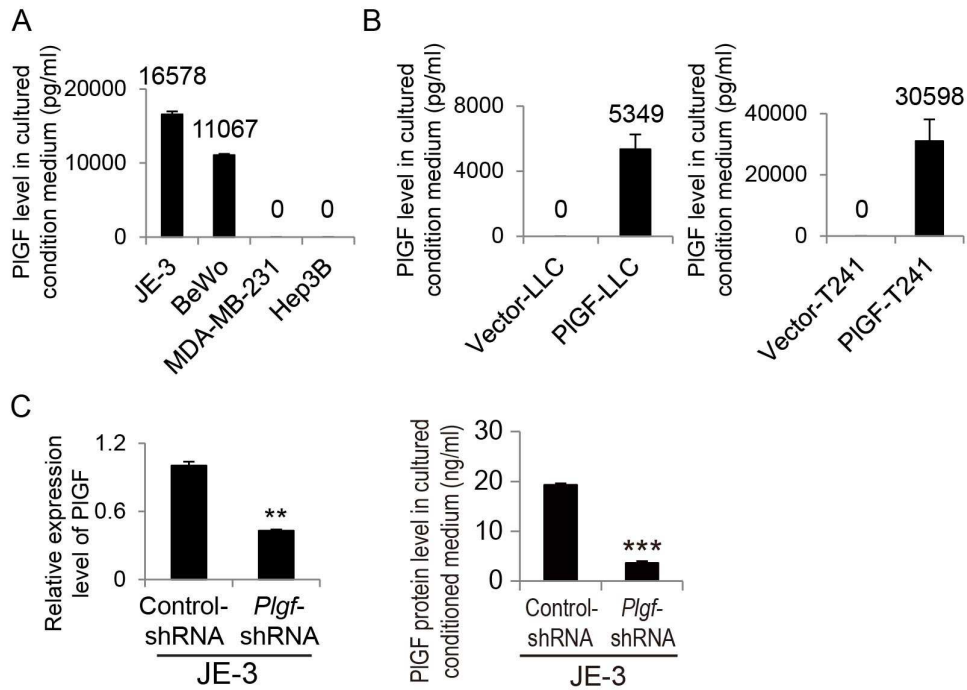 A
PlGF level in cultured
condition medium (pg/ml)
20000
10000
0
16578
11067
0
0
JE-3
BeWo
MDA-MB-231
Hep3B
B
PlGF level in cultured
condition medium (pg/ml)
8000
4000
0
0
5349
Vector-LLC
PlGF-LLC
PlGF level in cultured
condition medium (pg/ml)
40000
20000
0
0
30598
Vector-T241
PlGF-T241
C
Relative expression
level of PlGF
1.2
0.6
0
**
Control-
shRNA
Plgf-
shRNA
JE-3
PlGF protein level in cultured
conditioned medium (ng/ml)
30
20
10
0
***
Control-
shRNA
Plgf-
shRNA
JE-3